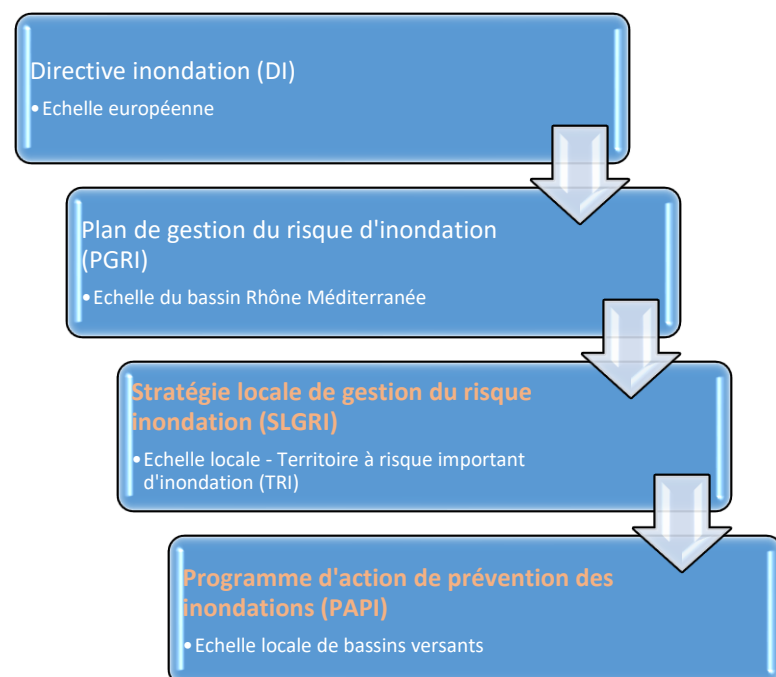 Directive inondation (DI)
•Echelle européenne
Plan de gestion du risque d'inondation
(PGRI)
•Echelle du bassin Rhône Méditerranée
Stratégie locale de gestion du risque
inondation (SLGRI)
•Echelle locale - Territoire à risque important
d'inondation (TRI)
Programme d'action de prévention des
inondations (PAPI)
•Echelle locale de bassins versants